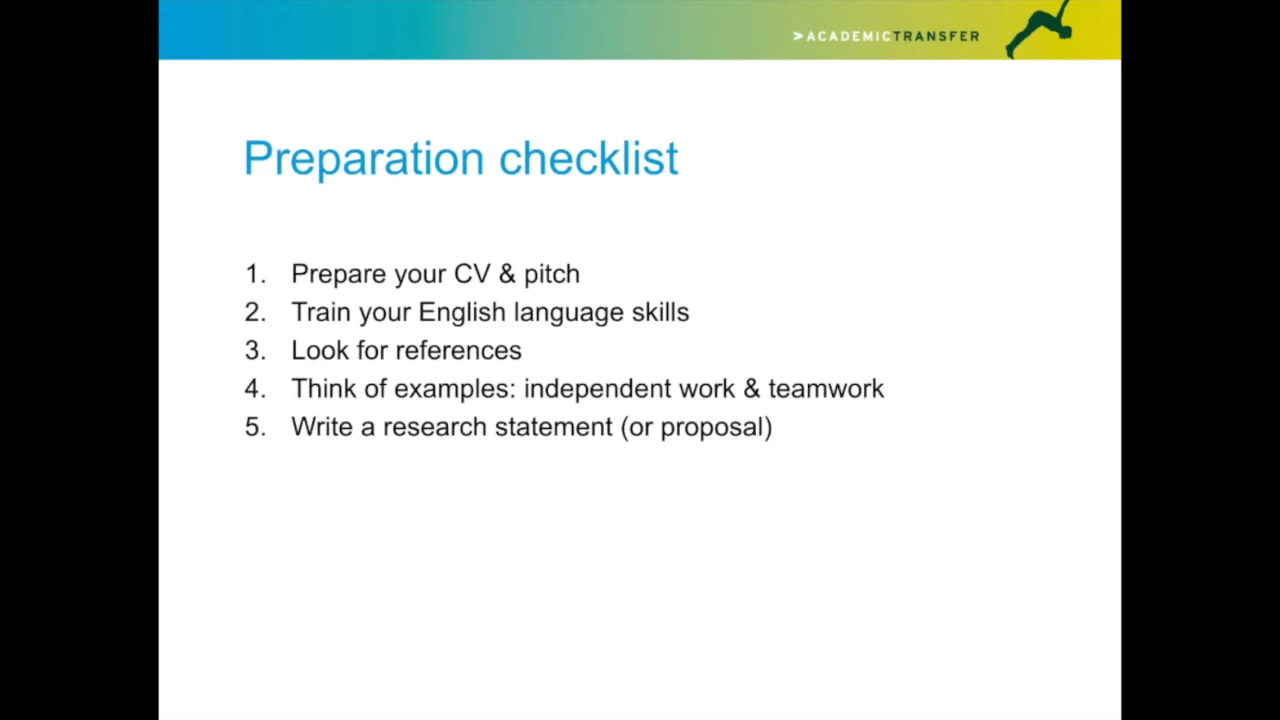 >ACADEMICTRANSFER
Preparation checklist
1. Prepare your CV & pitch
2. Train your English language skills
3. Look for references
4. Think of examples: independent work & teamwork
5. Write a research statement (or proposal)